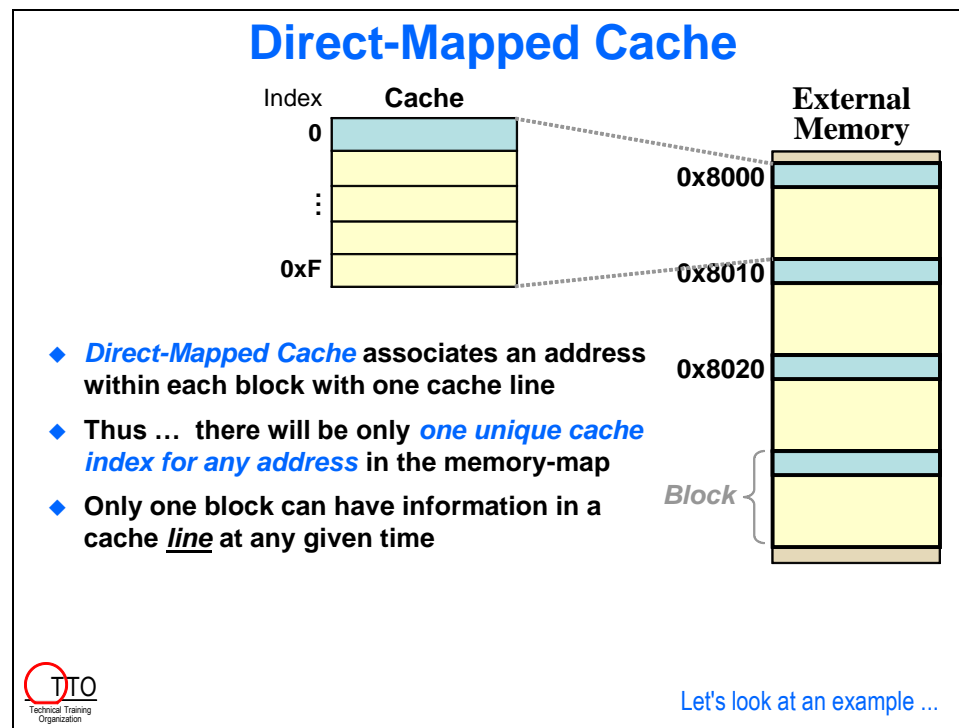 Direct-Mapped Cache
Index
Cache
0
⋮
0xF
External
Memory
0x8000
0x8010
0x8020
Block
◆ Direct-Mapped Cache associates an address
within each block with one cache line
◆ Thus … there will be only one unique cache
index for any address in the memory-map
◆ Only one block can have information in a
cache line at any given time
TTO
Technical Training
Organization
Let's look at an example ...